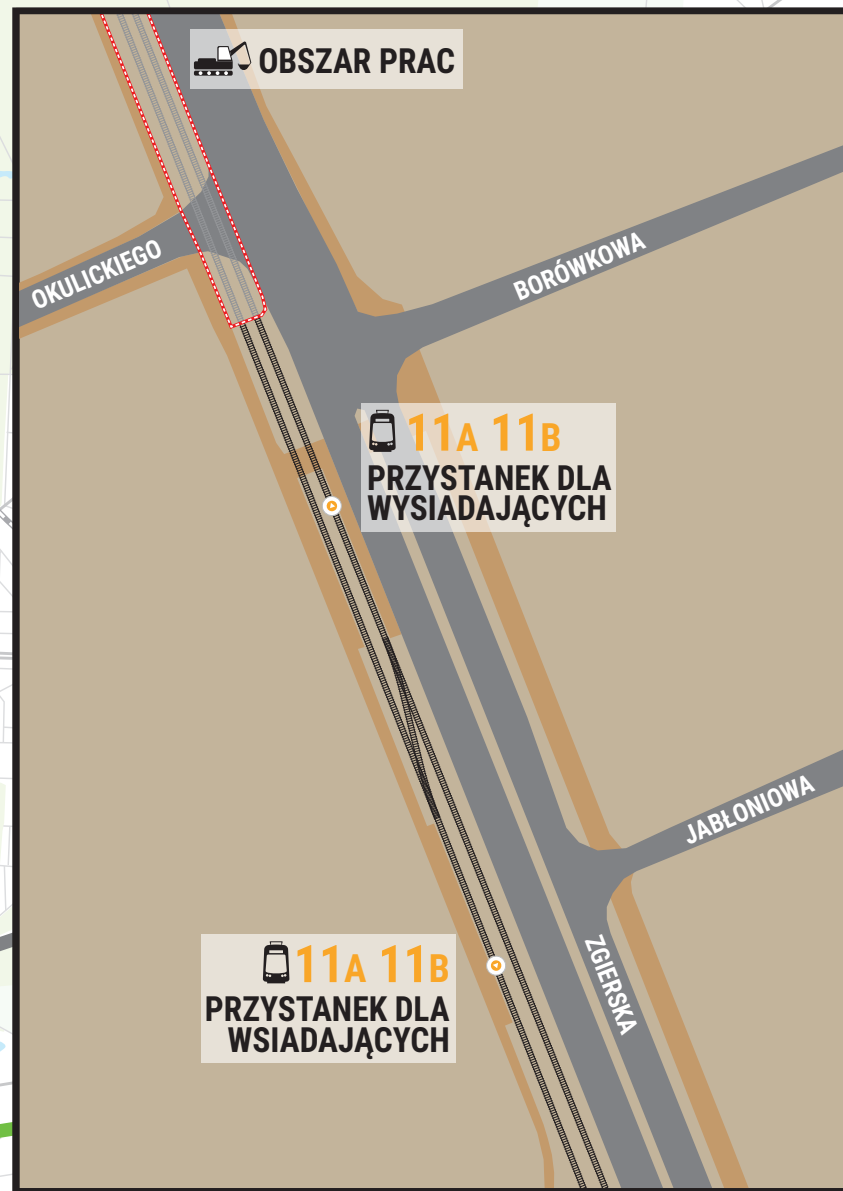 OBSZAR PRAC
OKULICKIEGO
BORÓWKOWA
11A 11B
PRZYSTANEK DLA
WYSIADAJĄCYCH
JABŁONIOWA
ZGIERSKA
11A 11B
PRZYSTANEK DLA
WSIADAJĄCYCH